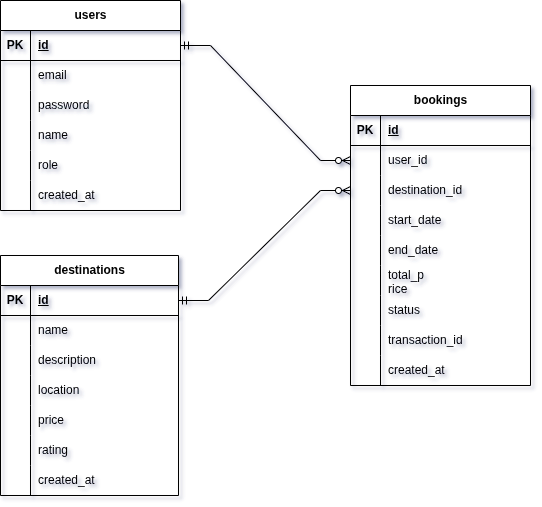 users
PK id
email
password
name
role
created_at
bookings
PK id
user_id
destination_id
start_date
end_date
total_p
rice
status
transaction_id
created_at
destinations
PK id
name
description
location
price
rating
created_at